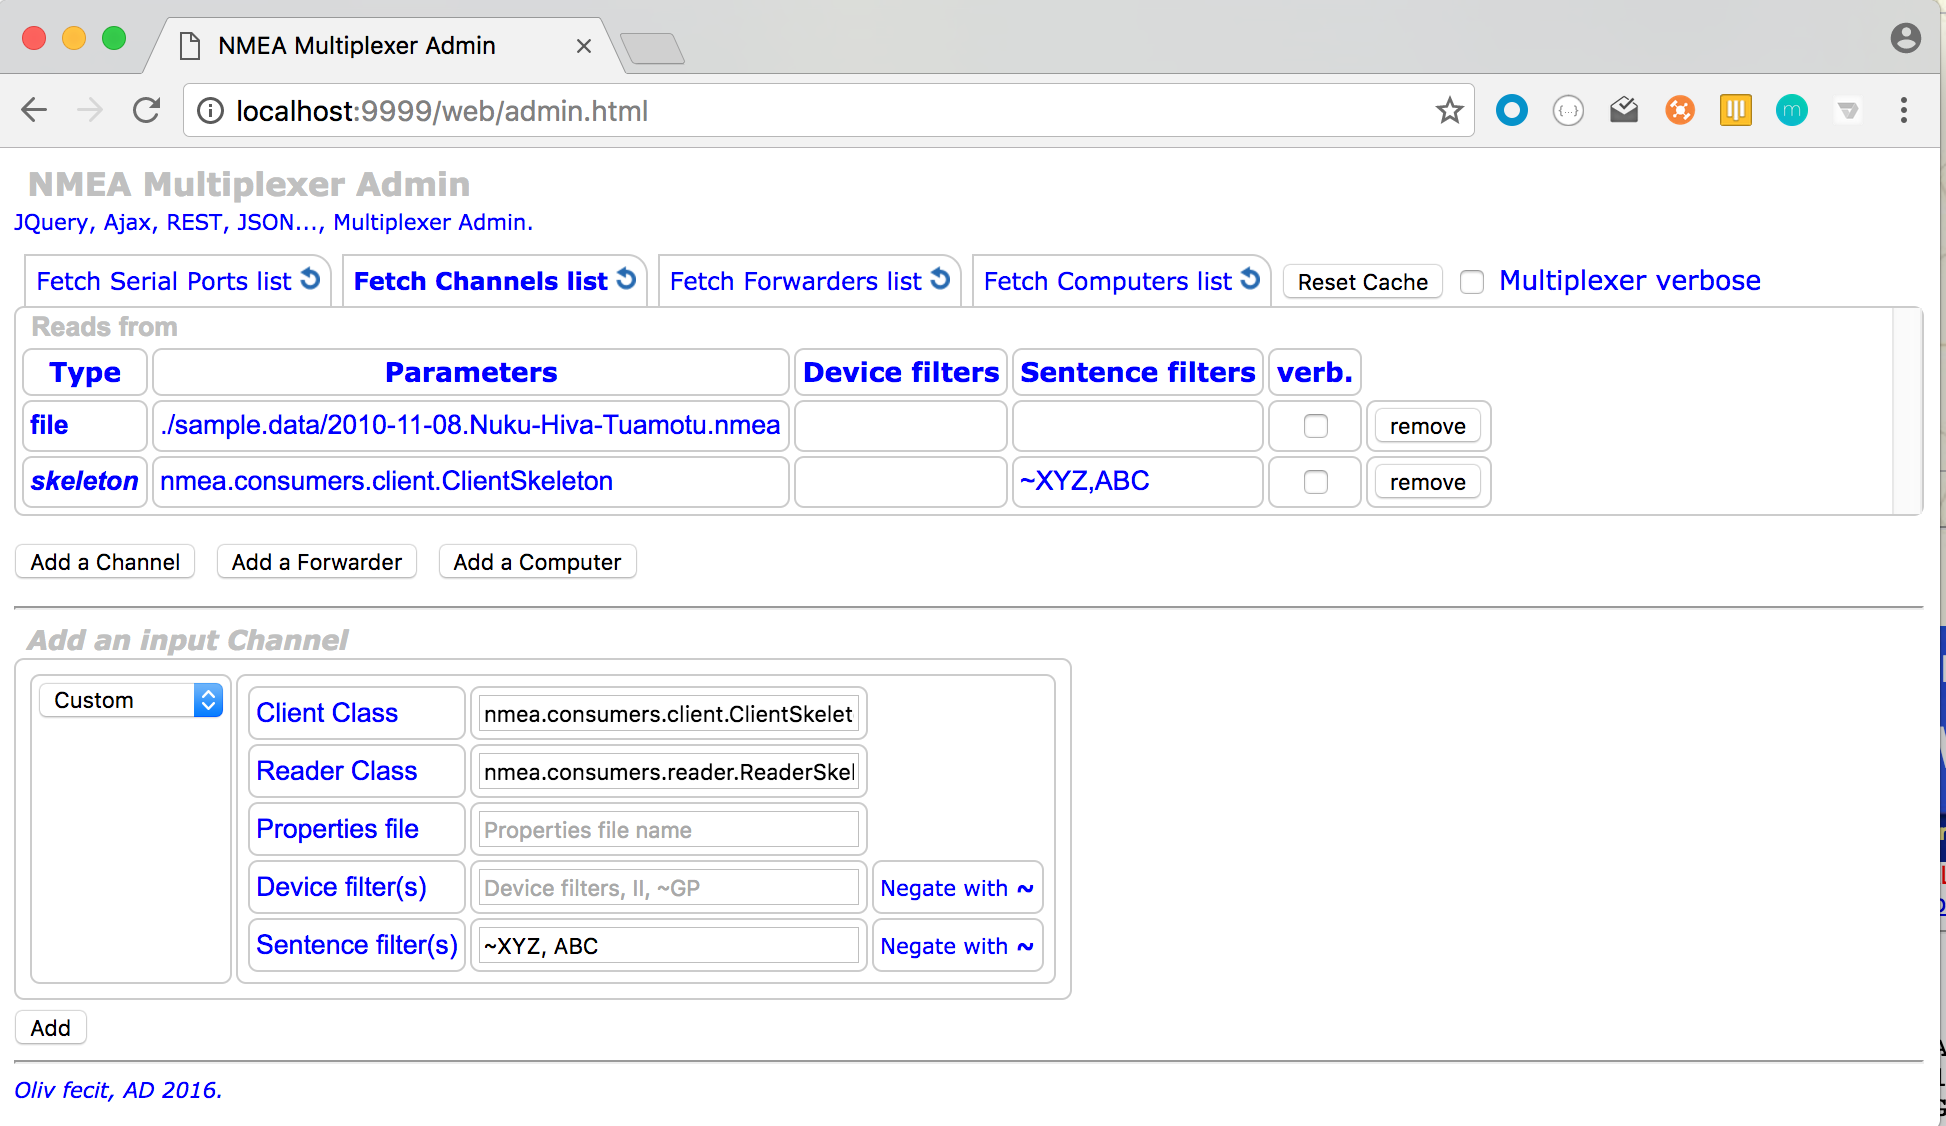 NMEA Multiplexer Admin
localhost:9999/web/admin.html
NMEA Multiplexer Admin
JQuery, Ajax, REST, JSON..., Multiplexer Admin.
Fetch Serial Ports list Fetch Channels list Fetch Forwarders list Fetch Computers list Reset Cache Multiplexer verbose
Reads from
Type Parameters Device filters Sentence filters verb.
file ./sample.data/2010-11-08.Nuku-Hiva-Tuamotu.nmea remove
skeleton nmea.consumers.client.ClientSkeleton ~XYZ,ABC remove
Add a Channel Add a Forwarder Add a Computer
Add an input Channel
Custom
Client Class nmea.consumers.client.ClientSkelet
Reader Class nmea.consumers.reader.ReaderSkel
Properties file Properties file name
Device filter(s) Device filters, II, ~GP Negate with ~
Sentence filter(s) ~XYZ, ABC Negate with ~
Add
Oliv fecit, AD 2016.